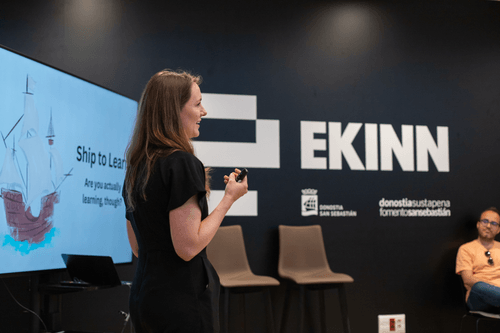 Ship to Lear
Are you actually
learning, though?
EKINN
DONOSTIA
SAN SEBASTIÁN
donostiasustapena
fomentosansebastián